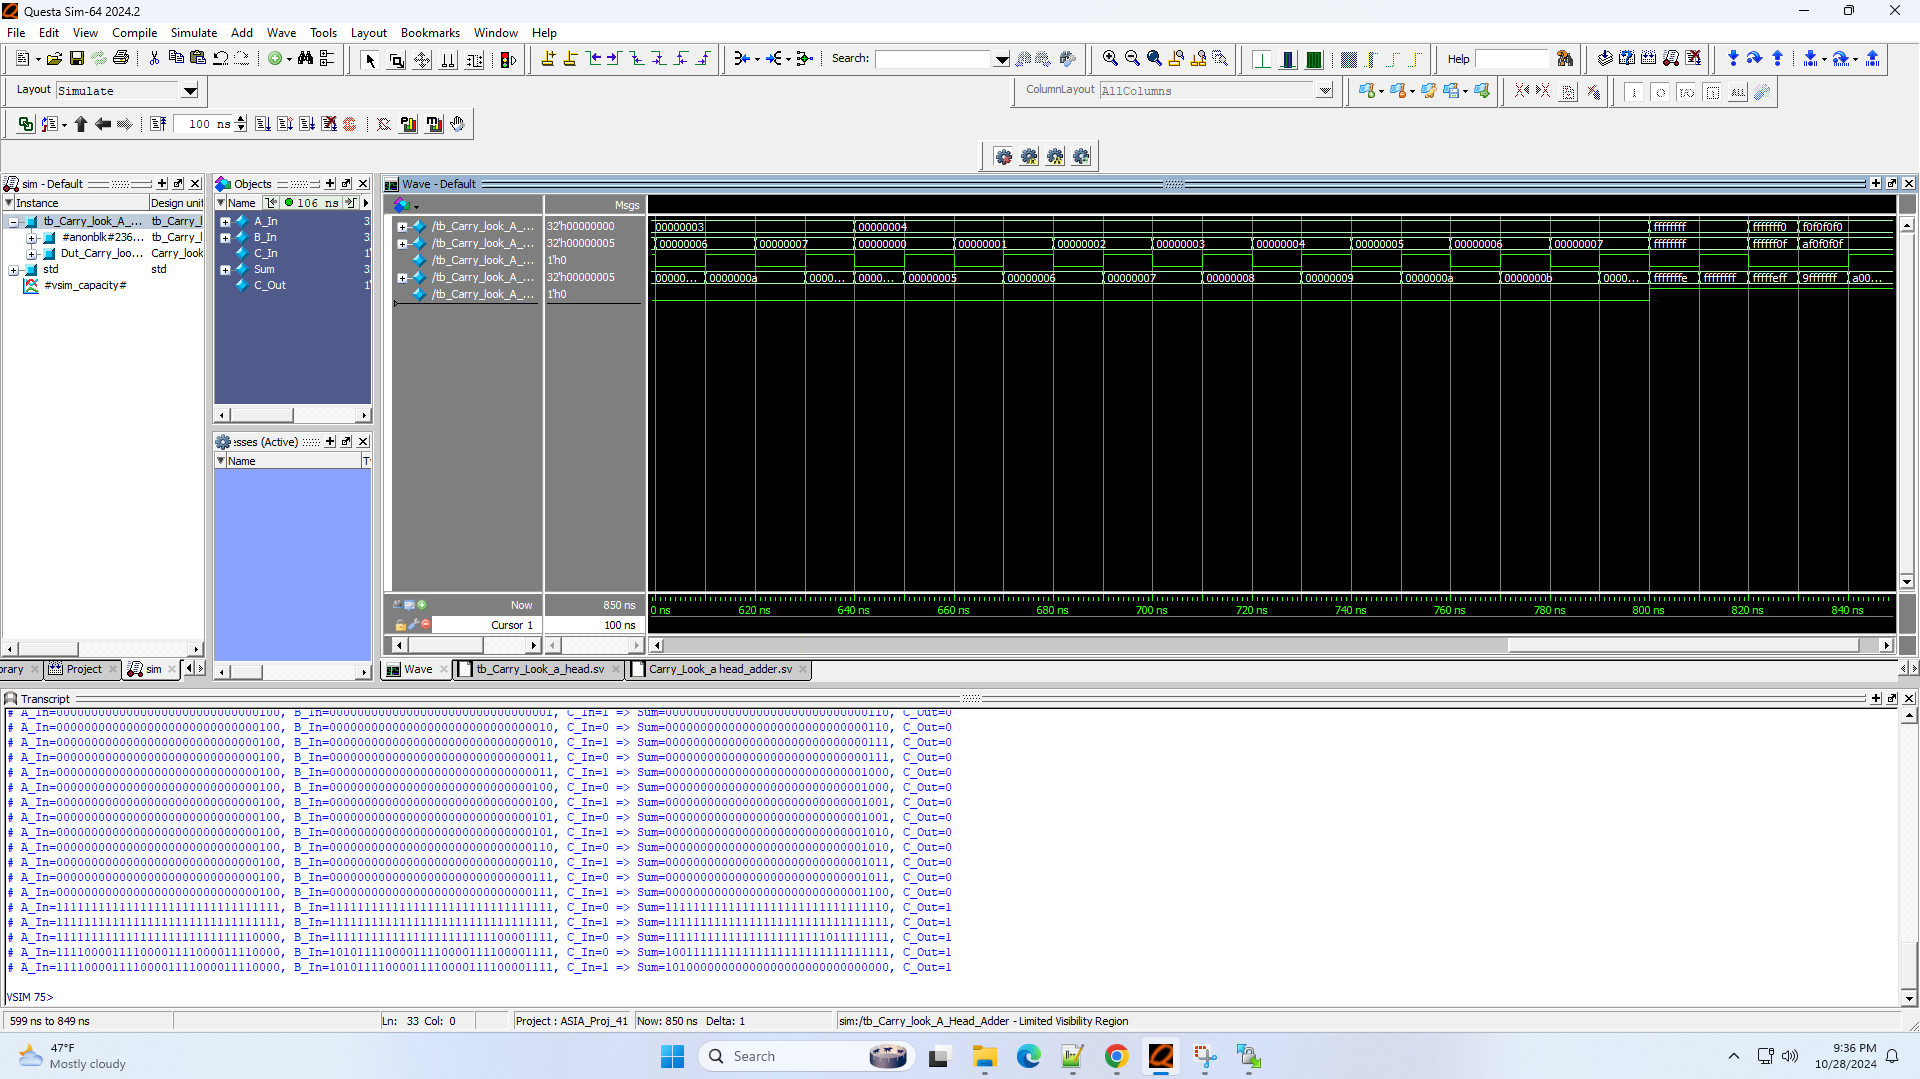 Questa Sim-64 2024.2
File Edit View Compile Simulate Add Wave Tools Layout Bookmarks Window Help
Search:
Help
Layout Simulate
ColumnLayout AllColumns
100 ns
sim - Default
Instance Design unit
tb_Carry_look_A_... tb_Carry_l
#anonblk#236... tb_Carry_l
Dut_Carry_loo... Carry_look
std std
#vsim_capacity#
Objects
Name 106 ns
A_In 3
B_In 3
C_In 1'
Sum 3
C_Out 1'
esses (Active)
Name T
Wave - Default
Msgs
/tb_Carry_look_A_... 32'h00000000 00000003 00000004 ffffffff fffffff0 f0f0f0f0
/tb_Carry_look_A_... 32'h00000005 00000006 00000007 00000000 00000001 00000002 00000003 00000004 00000005 00000006 00000007 ffffffff ffffff0f af0f0f0f
/tb_Carry_look_A_... 1'h0
/tb_Carry_look_A_... 32'h00000005 00000... 0000000a 0000... 0000... 00000005 00000006 00000007 00000008 00000009 0000000a 0000000b 0000... fffffffe ffffffff fffffeff 9fffffff a00...
/tb_Carry_look_A_... 1'h0
Now 850 ns
0 ns 620 ns 640 ns 660 ns 680 ns 700 ns 720 ns 740 ns 760 ns 780 ns 800 ns 820 ns 840 ns
Cursor 1 100 ns
brary Project sim
Wave tb_Carry_Look_a_head.sv Carry_Look_a head_adder.sv
Transcript
# A_In=00000000000000000000000000000100, B_In=00000000000000000000000000000001, C_In=1 => Sum=00000000000000000000000000000110, C_Out=0
# A_In=00000000000000000000000000000100, B_In=00000000000000000000000000000010, C_In=0 => Sum=00000000000000000000000000000110, C_Out=0
# A_In=00000000000000000000000000000100, B_In=00000000000000000000000000000010, C_In=1 => Sum=00000000000000000000000000000111, C_Out=0
# A_In=00000000000000000000000000000100, B_In=00000000000000000000000000000011, C_In=0 => Sum=00000000000000000000000000000111, C_Out=0
# A_In=00000000000000000000000000000100, B_In=00000000000000000000000000000011, C_In=1 => Sum=00000000000000000000000000001000, C_Out=0
# A_In=00000000000000000000000000000100, B_In=00000000000000000000000000000100, C_In=0 => Sum=00000000000000000000000000001000, C_Out=0
# A_In=00000000000000000000000000000100, B_In=00000000000000000000000000000100, C_In=1 => Sum=00000000000000000000000000001001, C_Out=0
# A_In=00000000000000000000000000000100, B_In=00000000000000000000000000000101, C_In=0 => Sum=00000000000000000000000000001001, C_Out=0
# A_In=00000000000000000000000000000100, B_In=00000000000000000000000000000101, C_In=1 => Sum=00000000000000000000000000001010, C_Out=0
# A_In=00000000000000000000000000000100, B_In=00000000000000000000000000000110, C_In=0 => Sum=00000000000000000000000000001010, C_Out=0
# A_In=00000000000000000000000000000100, B_In=00000000000000000000000000000110, C_In=1 => Sum=00000000000000000000000000001011, C_Out=0
# A_In=00000000000000000000000000000100, B_In=00000000000000000000000000000111, C_In=0 => Sum=00000000000000000000000000001011, C_Out=0
# A_In=00000000000000000000000000000100, B_In=00000000000000000000000000000111, C_In=1 => Sum=00000000000000000000000000001100, C_Out=0
# A_In=11111111111111111111111111111111, B_In=11111111111111111111111111111111, C_In=0 => Sum=11111111111111111111111111111110, C_Out=1
# A_In=11111111111111111111111111111111, B_In=11111111111111111111111111111111, C_In=1 => Sum=11111111111111111111111111111111, C_Out=1
# A_In=11111111111111111111111111110000, B_In=11111111111111111111111100001111, C_In=0 => Sum=11111111111111111111111011111111, C_Out=1
# A_In=11110000111100001111000011110000, B_In=10101111000011110000111100001111, C_In=0 => Sum=10011111111111111111111111111111, C_Out=1
# A_In=11110000111100001111000011110000, B_In=10101111000011110000111100001111, C_In=1 => Sum=10100000000000000000000000000000, C_Out=1
VSIM 75>
599 ns to 849 ns Ln: 33 Col: 0 Project : ASIA_Proj_41 Now: 850 ns Delta: 1 sim:/tb_Carry_look_A_Head_Adder - Limited Visibility Region
47°F
Mostly cloudy
Search
9:36 PM
10/28/2024